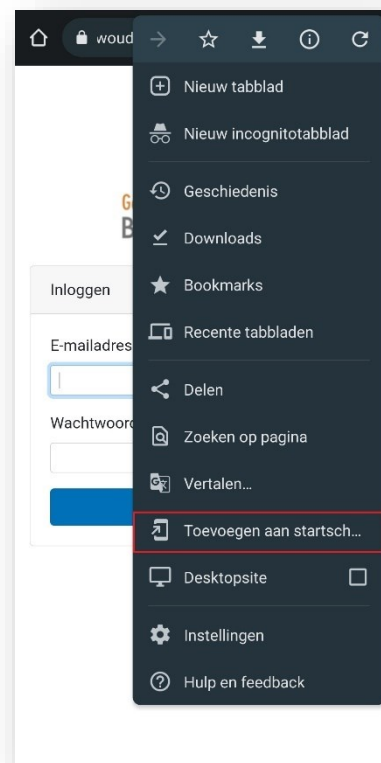 woud
Nieuw tabblad
Nieuw incognitotabblad
Geschiedenis
Downloads
Bookmarks
Recente tabbladen
Delen
Zoeken op pagina
Vertalen...
Toevoegen aan startsch...
Desktopsite
Instellingen
Hulp en feedback
G
B
Inloggen
E-mailadres
Wachtwoord